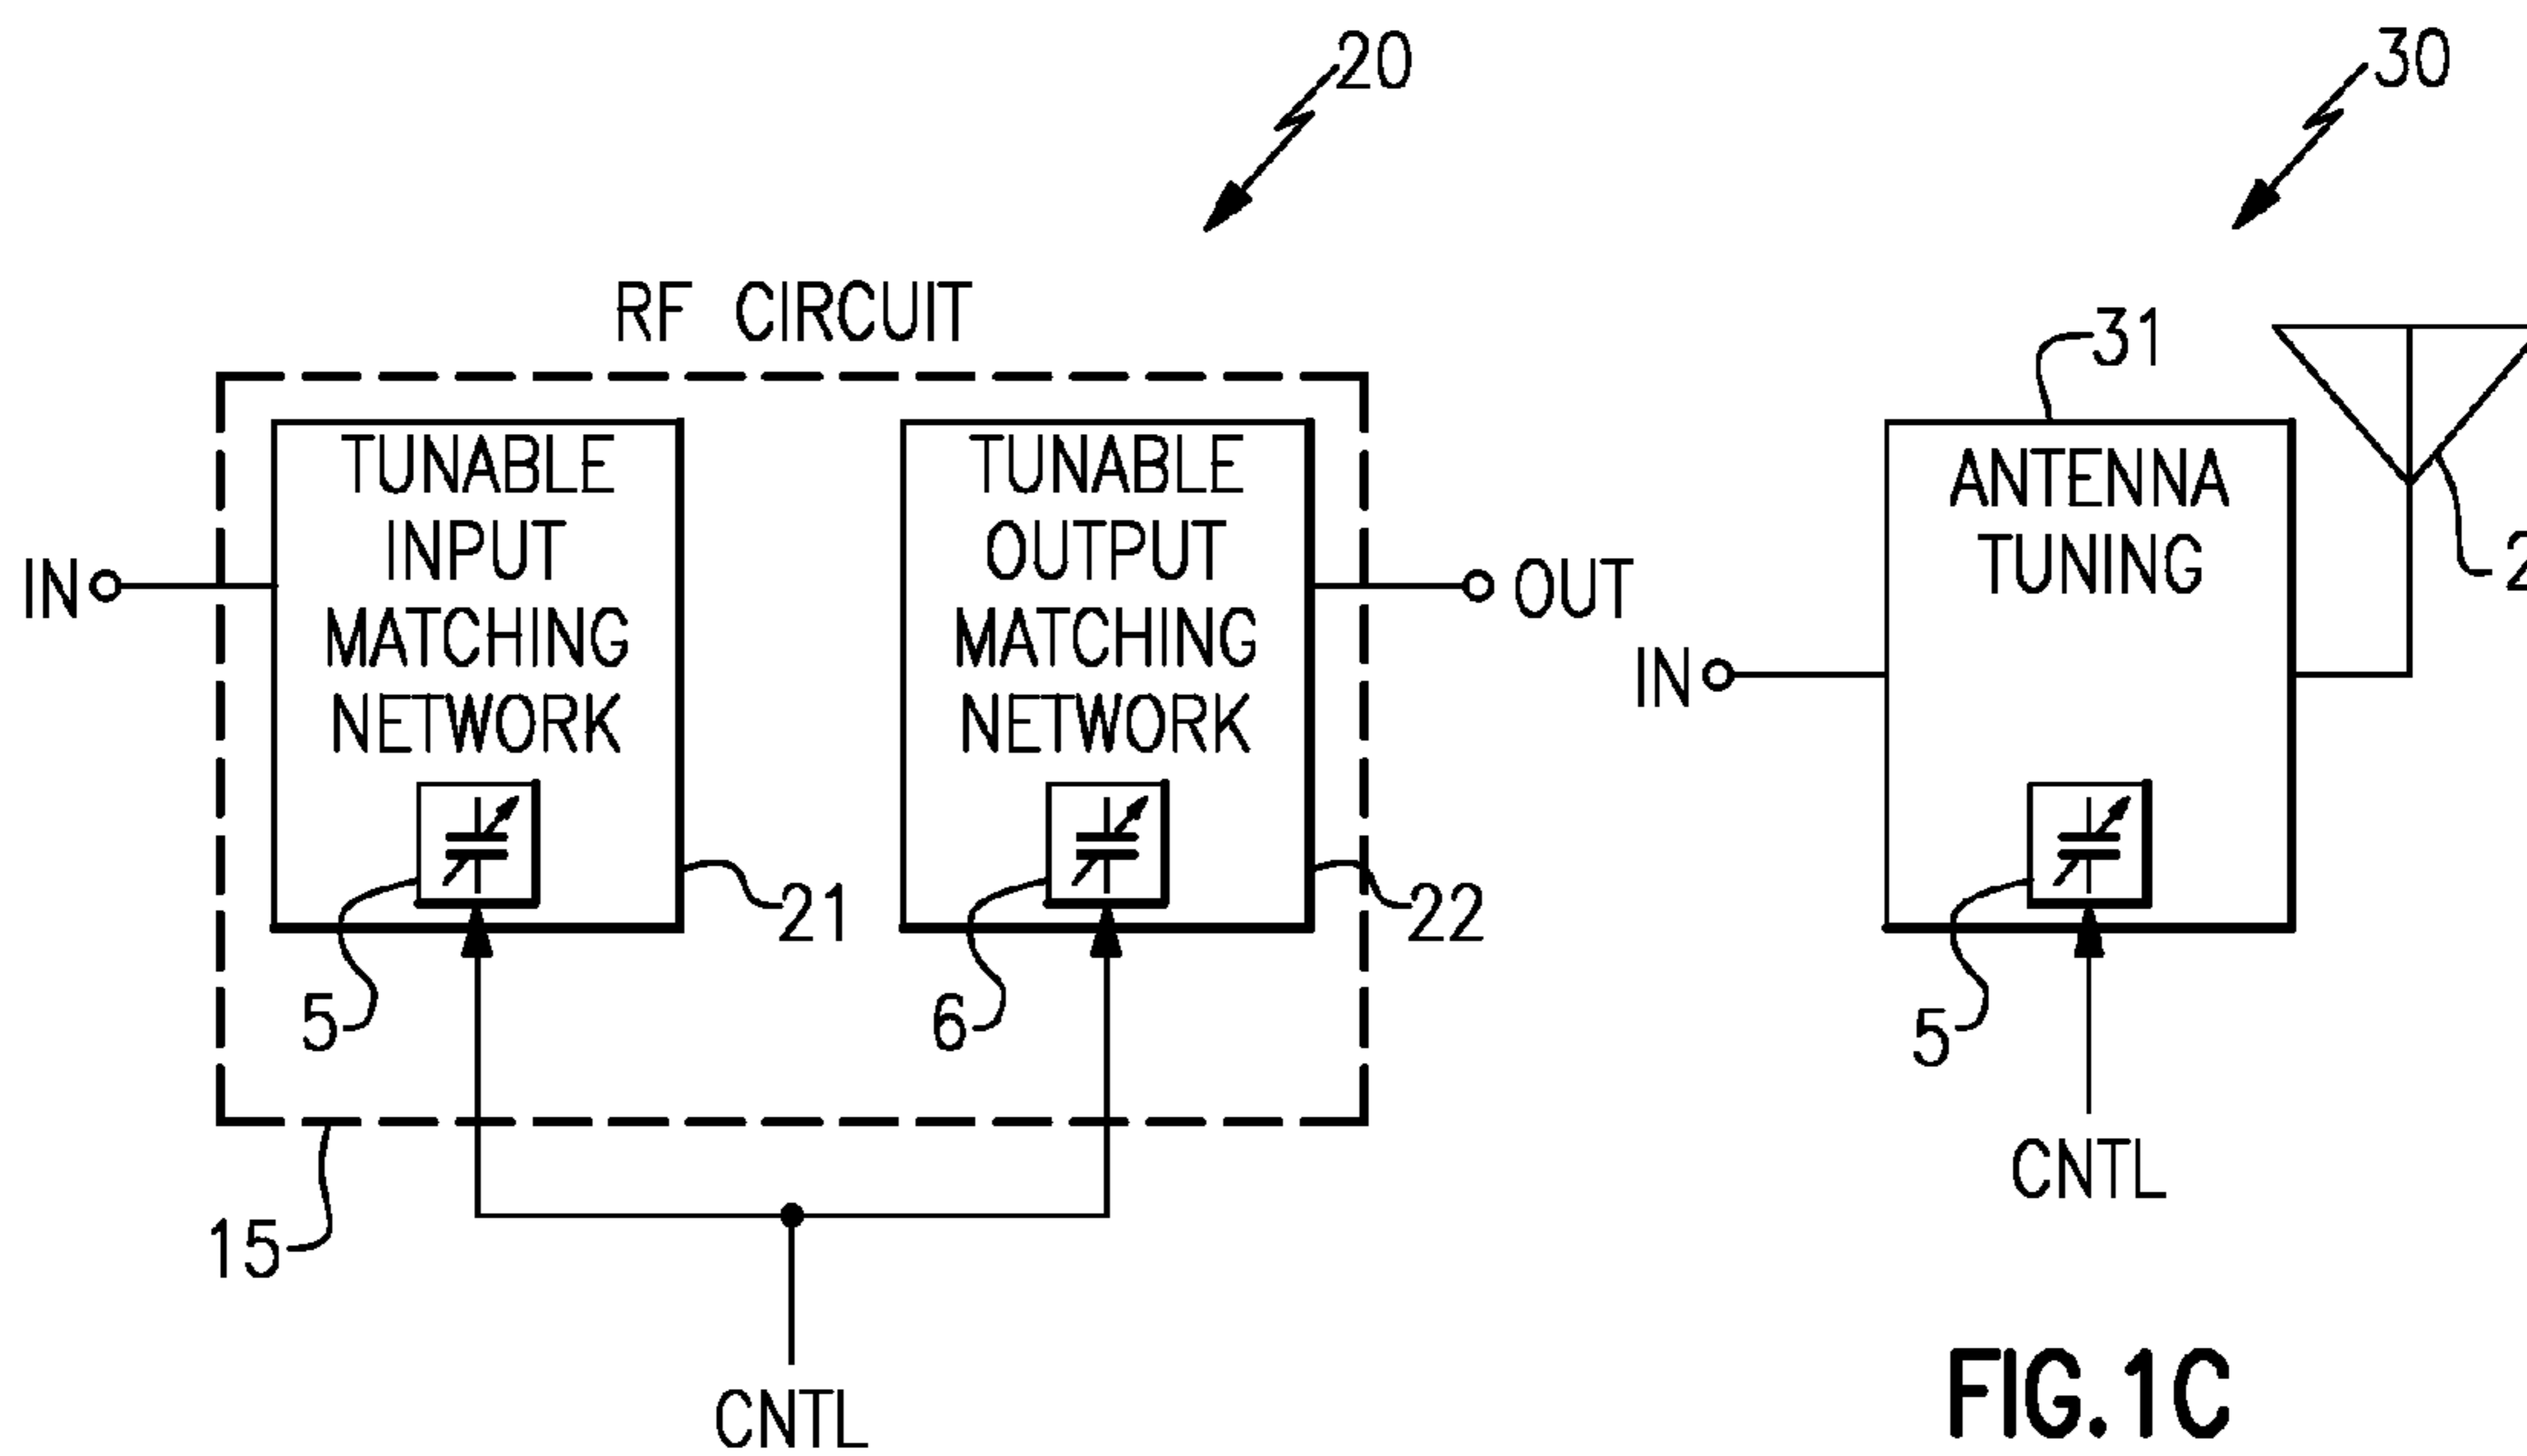 20
RF CIRCUIT
TUNABLE
INPUT
MATCHING
NETWORK
TUNABLE
OUTPUT
MATCHING
NETWORK
IN
OUT
5
21
6
22
15
CNTL
30
31
ANTENNA
TUNING
IN
5
CNTL
FIG.1C